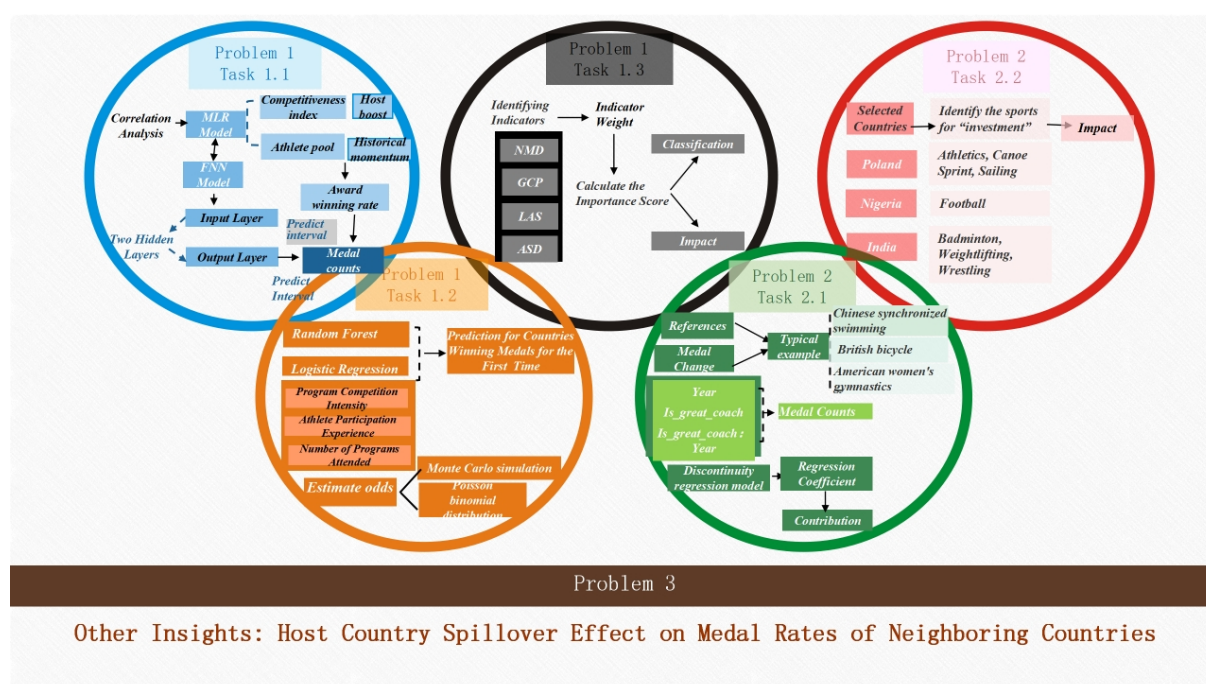 Problem 1
Task 1.1
Correlation
Analysis
MLR
Model
Competitiveness
index
Host
boost
Athlete pool
Historical
momentum
FNN
Model
Award
winning rate
Input Layer
Predict
interval
Two Hidden
Layers
Output Layer
Medal
counts
Predict
Interval
Problem 1
Task 1.3
Identifying
Indicators
Indicator
Weight
NMD
GCP
LAS
ASD
Classification
Calculate the
Importance Score
Impact
Problem 2
Task 2.2
Selected
Countries
Identify the sports
for “investment”
Impact
Poland
Athletics, Canoe
Sprint, Sailing
Nigeria
Football
India
Badminton,
Weightlifting,
Wrestling
Problem 1
Task 1.2
Random Forest
Logistic Regression
Prediction for Countries
Winning Medals for the
First Time
Program Competition
Intensity
Athlete Participation
Experience
Number of Programs
Attended
Estimate odds
Monte Carlo simulation
Poisson
binomial
distribution
Problem 2
Task 2.1
References
Medal
Change
Typical
example
Chinese synchronized
swimming
British bicycle
American women's
gymnastics
Year
Is_great_coach
Is_great_coach :
Year
Medal Counts
Discontinuity
regression model
Regression
Coefficient
Contribution
Problem 3
Other Insights: Host Country Spillover Effect on Medal Rates of Neighboring Countries